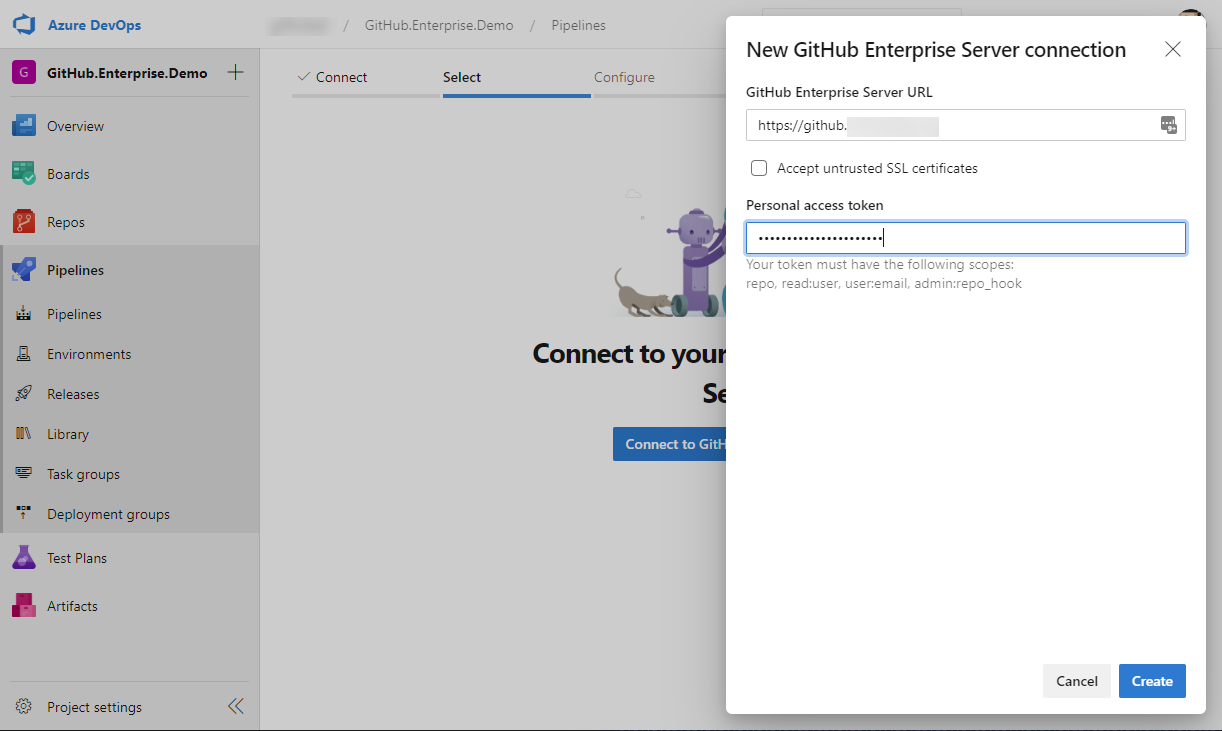 Azure DevOps
/ GitHub.Enterprise.Demo / Pipelines
G GitHub.Enterprise.Demo
Overview
Boards
Repos
Pipelines
Pipelines
Environments
Releases
Library
Task groups
Deployment groups
Test Plans
Artifacts
Project settings
Connect
Select
Configure
Connect to your
Connect to GitH
New GitHub Enterprise Server connection
GitHub Enterprise Server URL
https://github.
9+
Accept untrusted SSL certificates
Personal access token
••••••••••••••••••••••
Your token must have the following scopes:
repo, read:user, user:email, admin:repo_hook
Cancel
Create